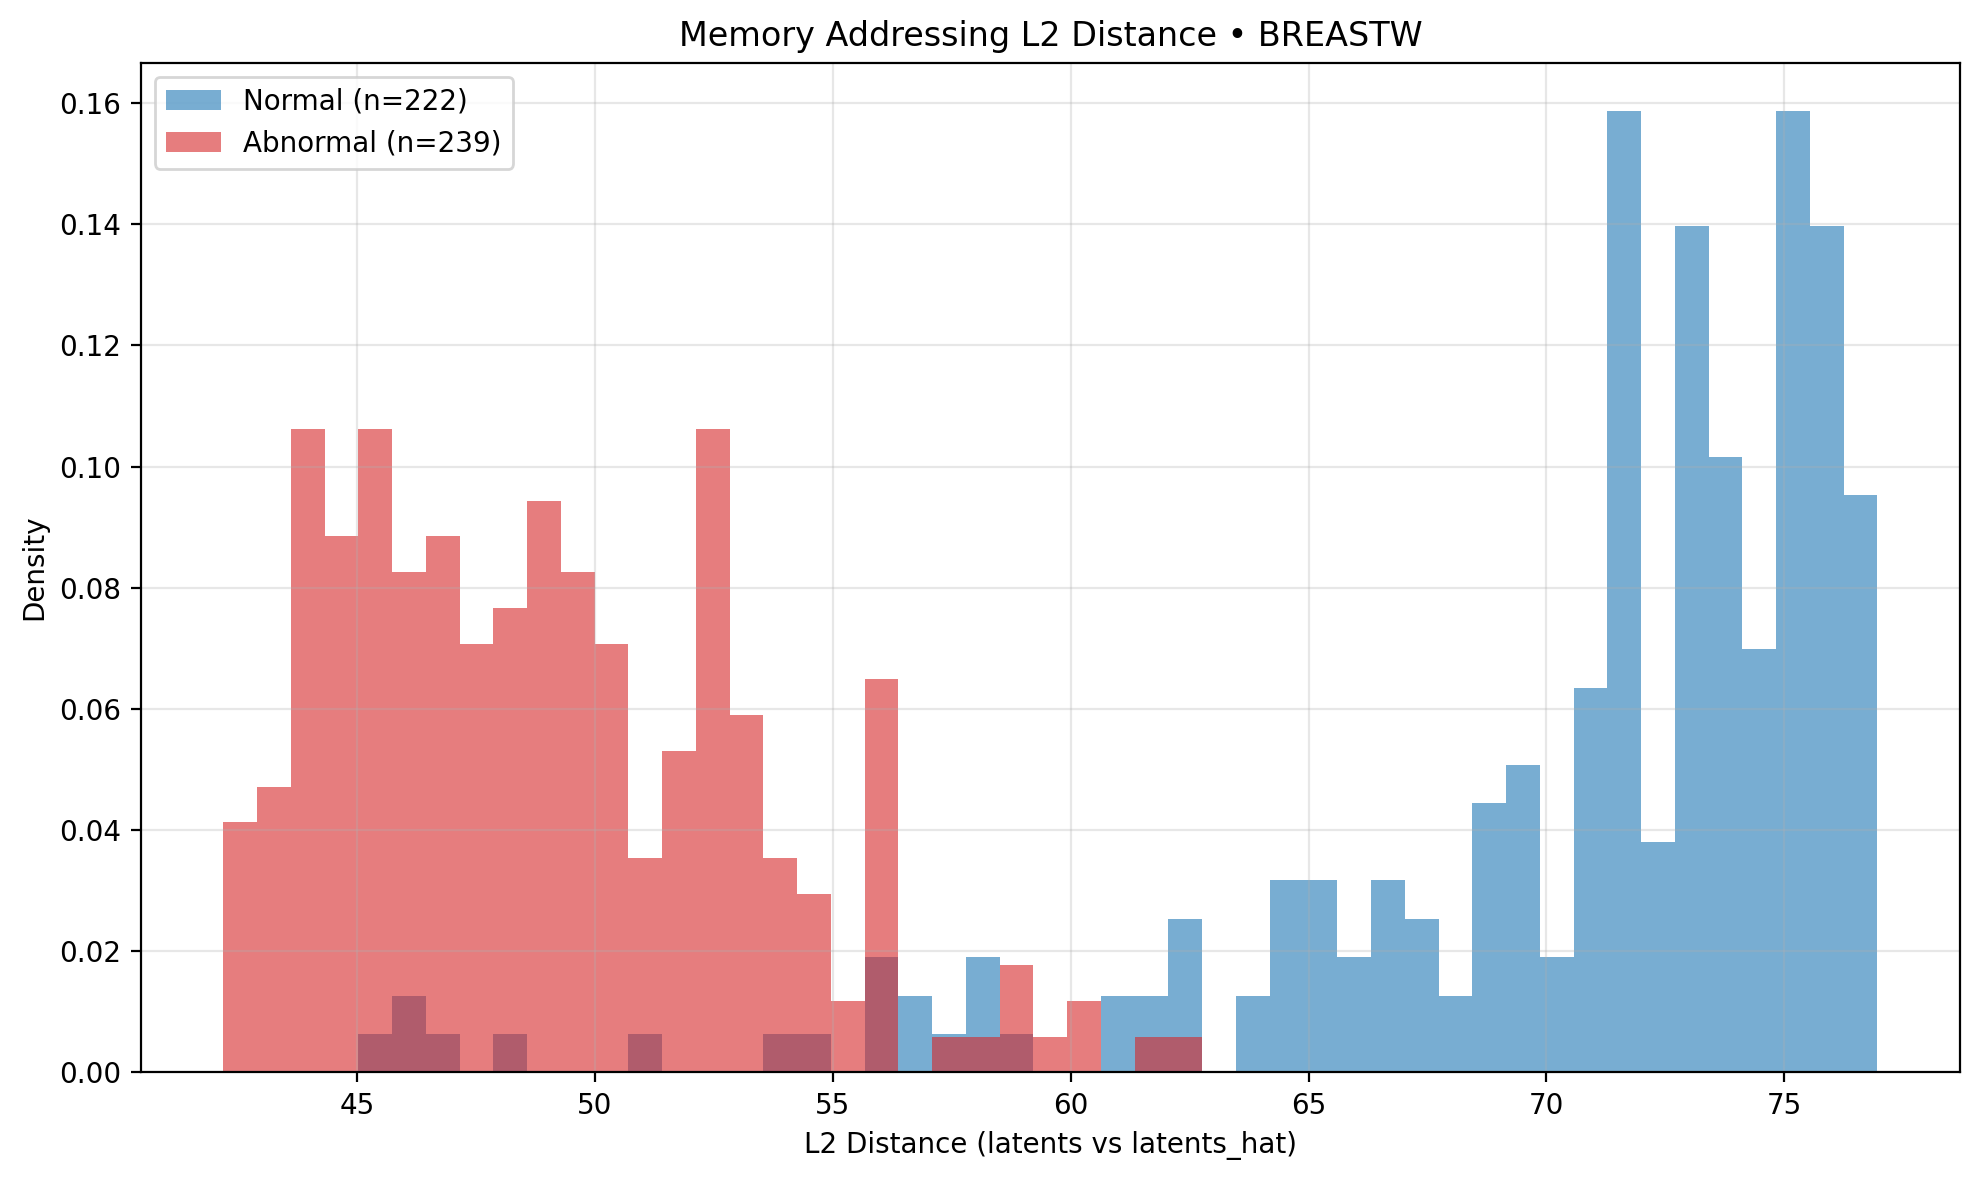 Memory Addressing L2 Distance • BREASTW
Normal (n=222)
Abnormal (n=239)
Density
0.16
0.14
0.12
0.10
0.08
0.06
0.04
0.02
0.00
45 50 55 60 65 70 75
L2 Distance (latents vs latents_hat)